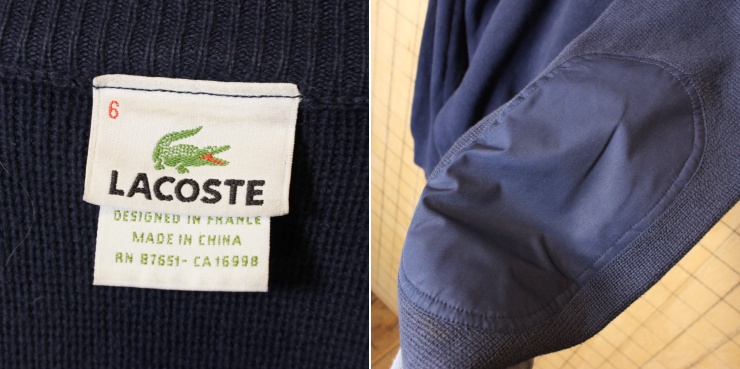 6
LACOSTE
DESIGNED IN FRANCE
MADE IN CHINA
RN 87651- CA16998